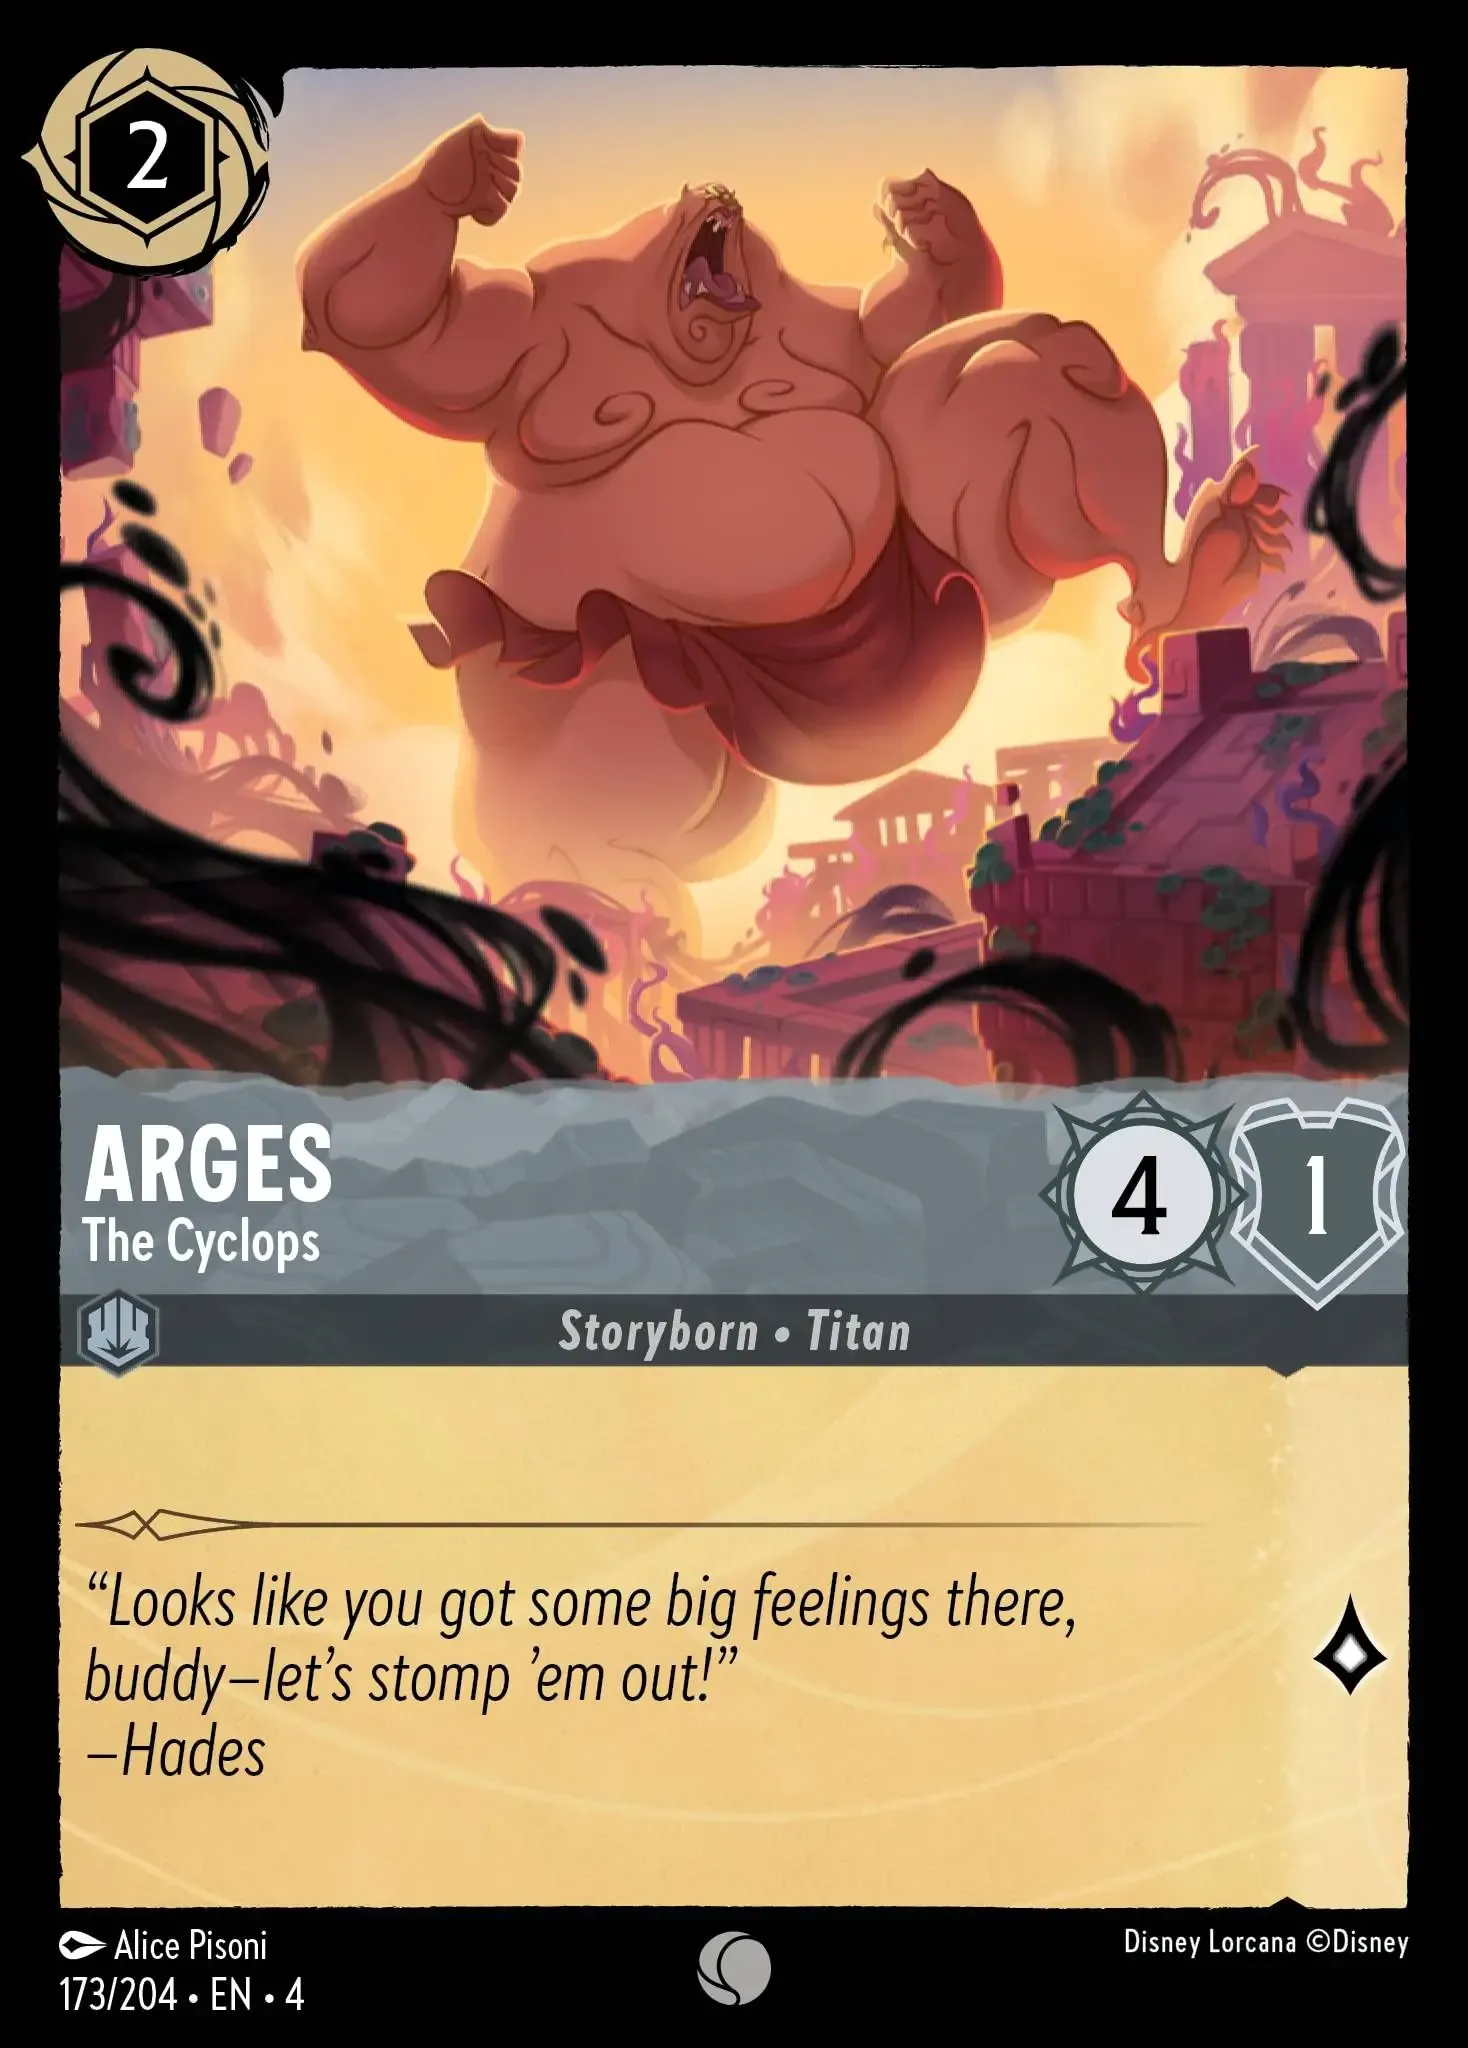 2
ARGES
The Cyclops
4
1
Storyborn • Titan
“Looks like you got some big feelings there,
buddy–let’s stomp ’em out!”
–Hades
Alice Pisoni
173/204 • EN • 4
Disney Lorcana ©Disney